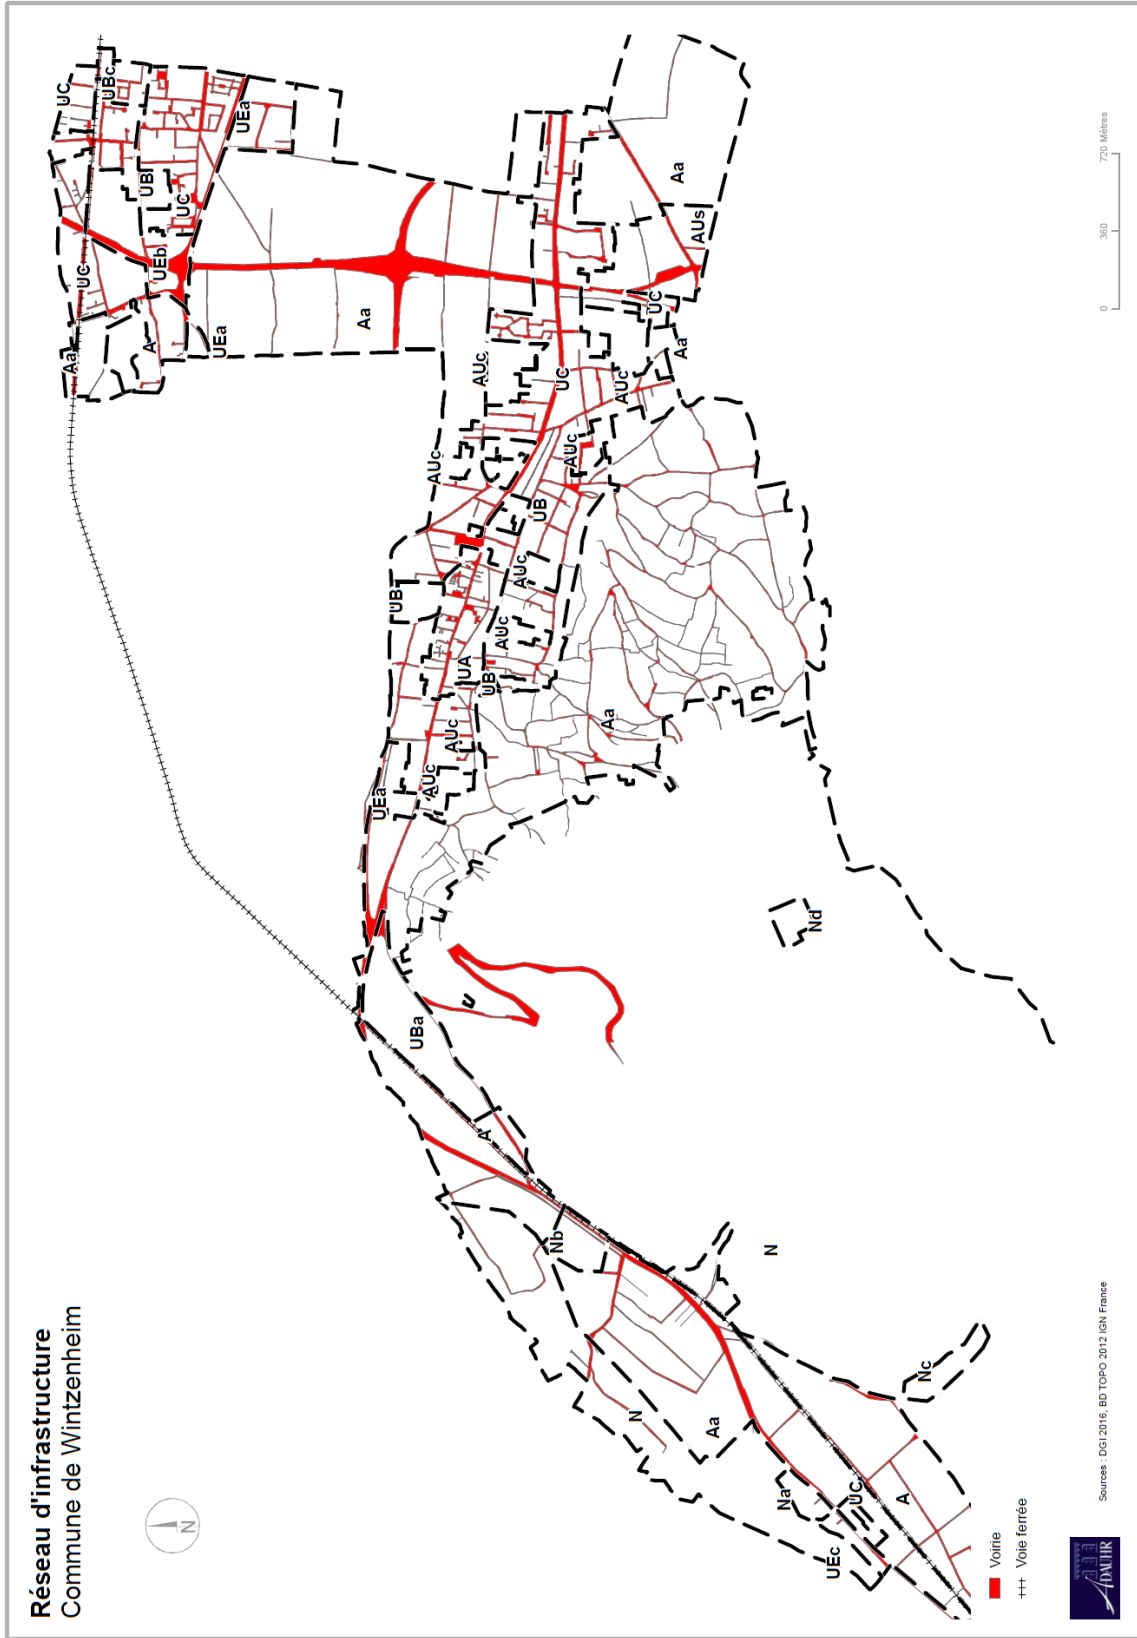 Réseau d'infrastructure
Commune de Wintzenheim
N
UEc
Na
UC
A
Nc
Aa
N
N
Nb
A
UBa
Nd
UEa
AUc
AUc
Aa
UA
UB
UB
AUc
AUc
UB
AUc
AUc
AUc
AUc
UC
UC
Aa
AUs
Aa
Aa
UEa
A
Aa
UC
UEb
UC
UB
UEa
UBc
UC
Voirie
Voie ferrée
ADAUHR
Sources : DGI 2016, BD TOPO 2012 IGN France
0 360 720 Mètres